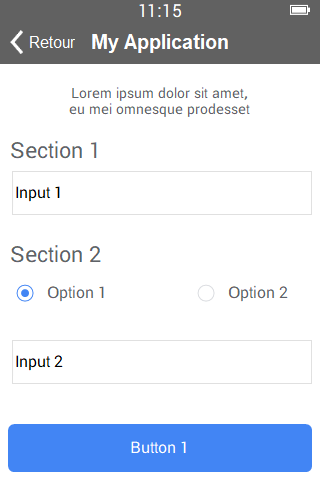 11:15
Retour My Application
Lorem ipsum dolor sit amet,
eu mei omnesque prodesset
Section 1
Input 1
Section 2
Option 1 Option 2
Input 2
Button 1